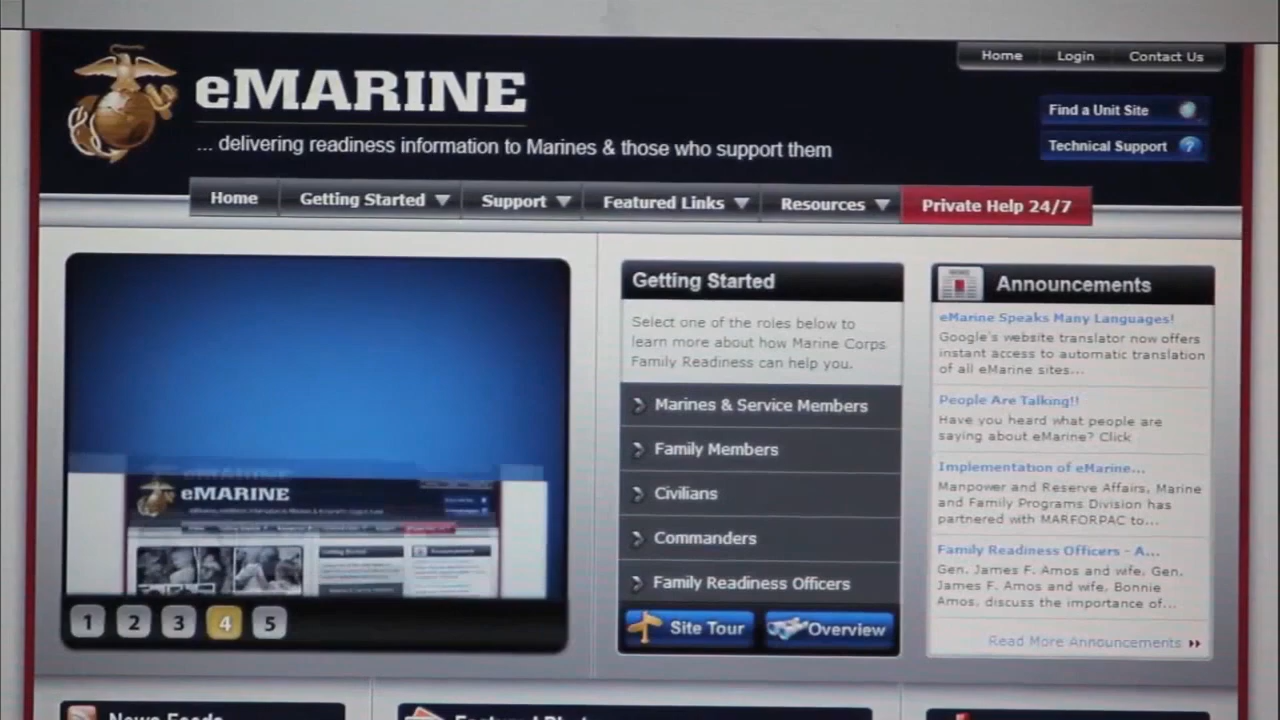 Home Login Contact Us
eMARINE
... delivering readiness information to Marines & those who support them
Find a Unit Site
Technical Support ?
Home Getting Started Support Featured Links Resources Private Help 24/7
eMARINE
1 2 3 4 5
Getting Started
Select one of the roles below to
learn more about how Marine Corps
Family Readiness can help you.
Marines & Service Members
Family Members
Civilians
Commanders
Family Readiness Officers
Site Tour Overview
Announcements
eMarine Speaks Many Languages!
Google's website translator now offers
instant access to automatic translation
of all eMarine sites...
People Are Talking!!
Have you heard what people are
saying about eMarine? Click
Implementation of eMarine...
Manpower and Reserve Affairs, Marine
and Family Programs Division has
partnered with MARFORPAC to...
Family Readiness Officers - A...
Gen. James F. Amos and wife, Gen.
James F. Amos and wife, Bonnie
Amos, discuss the importance of...
Read More Announcements
News Feeds